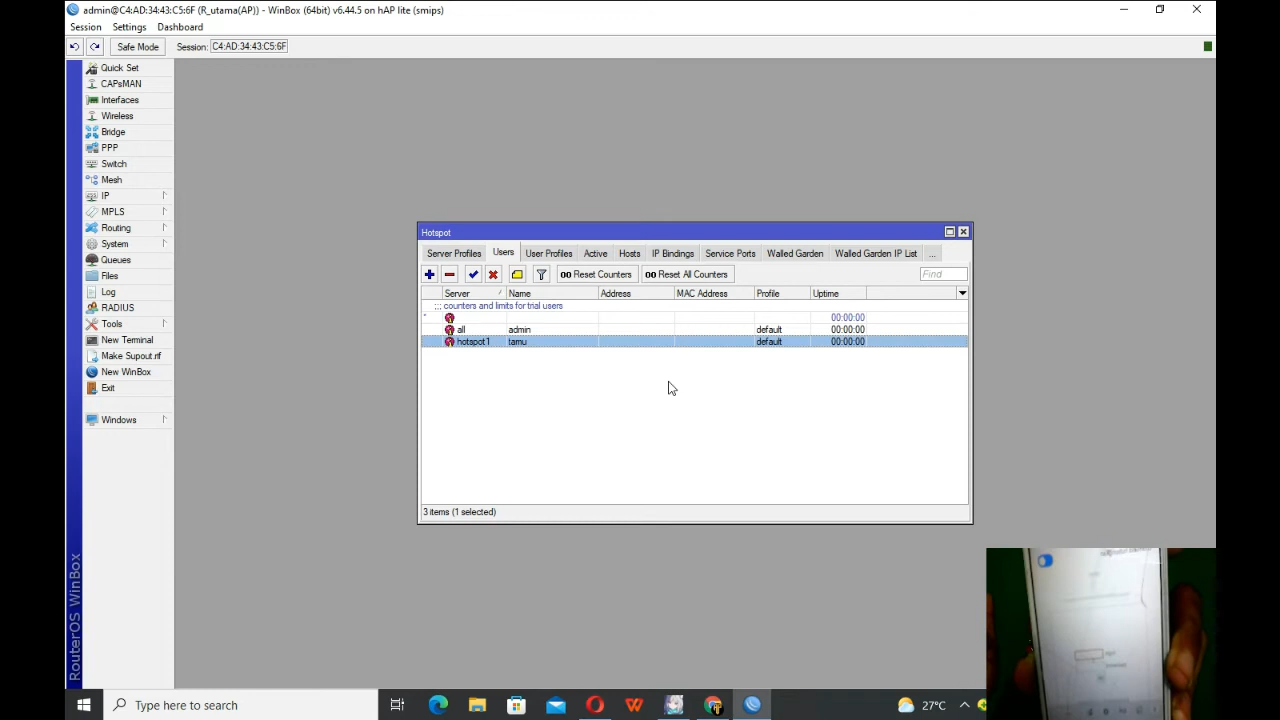 admin@C4:AD:34:43:C5:6F (R_utama(AP)) - WinBox (64bit) v6.44.5 on hAP lite (smips)
Session Settings Dashboard
Safe Mode Session: C4:AD:34:43:C5:6F
Quick Set
CAPsMAN
Interfaces
Wireless
Bridge
PPP
Switch
Mesh
IP
MPLS
Routing
System
Queues
Files
Log
RADIUS
Tools
New Terminal
Make Supout.rif
New WinBox
Exit
Windows
RouterOS WinBox
Hotspot
Server Profiles Users User Profiles Active Hosts IP Bindings Service Ports Walled Garden Walled Garden IP List ...
00 Reset Counters 00 Reset All Counters Find
Server Name Address MAC Address Profile Uptime
::: counters and limits for trial users
* 00:00:00
all admin default 00:00:00
hotspot1 tamu default 00:00:00
3 items (1 selected)
Type here to search
27°C